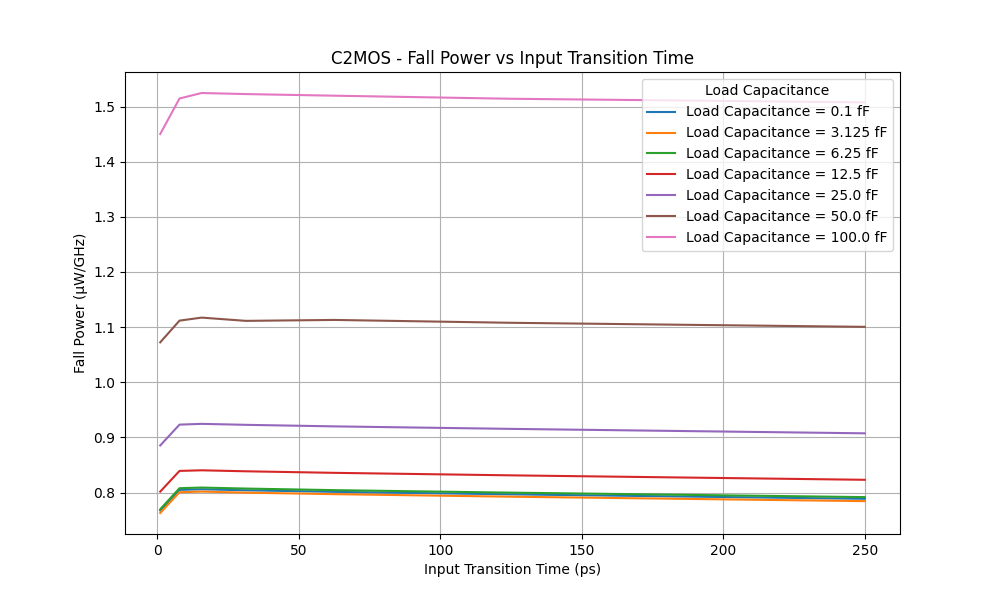 C2MOS - Fall Power vs Input Transition Time
Fall Power (μW/GHz)
1.5
1.4
1.3
1.2
1.1
1.0
0.9
0.8
Load Capacitance
Load Capacitance = 0.1 fF
Load Capacitance = 3.125 fF
Load Capacitance = 6.25 fF
Load Capacitance = 12.5 fF
Load Capacitance = 25.0 fF
Load Capacitance = 50.0 fF
Load Capacitance = 100.0 fF
0 50 100 150 200 250
Input Transition Time (ps)